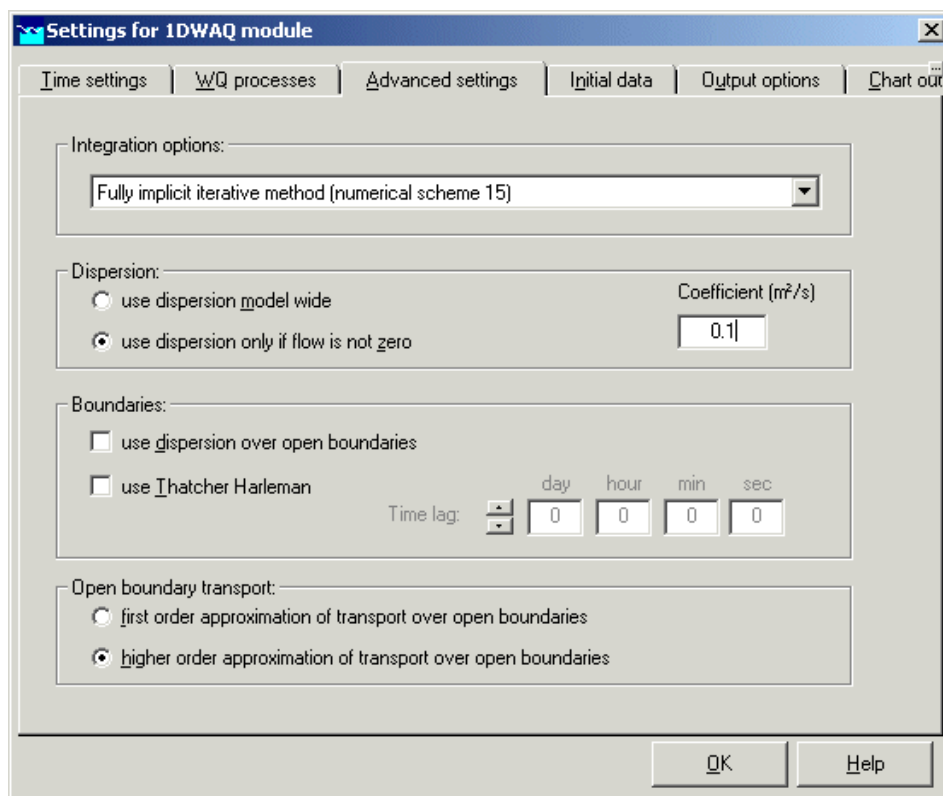 Settings for 1DWAQ module
Time settings WQ processes Advanced settings Initial data Output options Chart out
Integration options:
Fully implicit iterative method (numerical scheme 15)
Dispersion:
use dispersion model wide
Coefficient (m²/s)
use dispersion only if flow is not zero
0.1
Boundaries:
use dispersion over open boundaries
use Thatcher Harleman
day hour min sec
Time lag: 0 0 0 0
Open boundary transport:
first order approximation of transport over open boundaries
higher order approximation of transport over open boundaries
OK Help